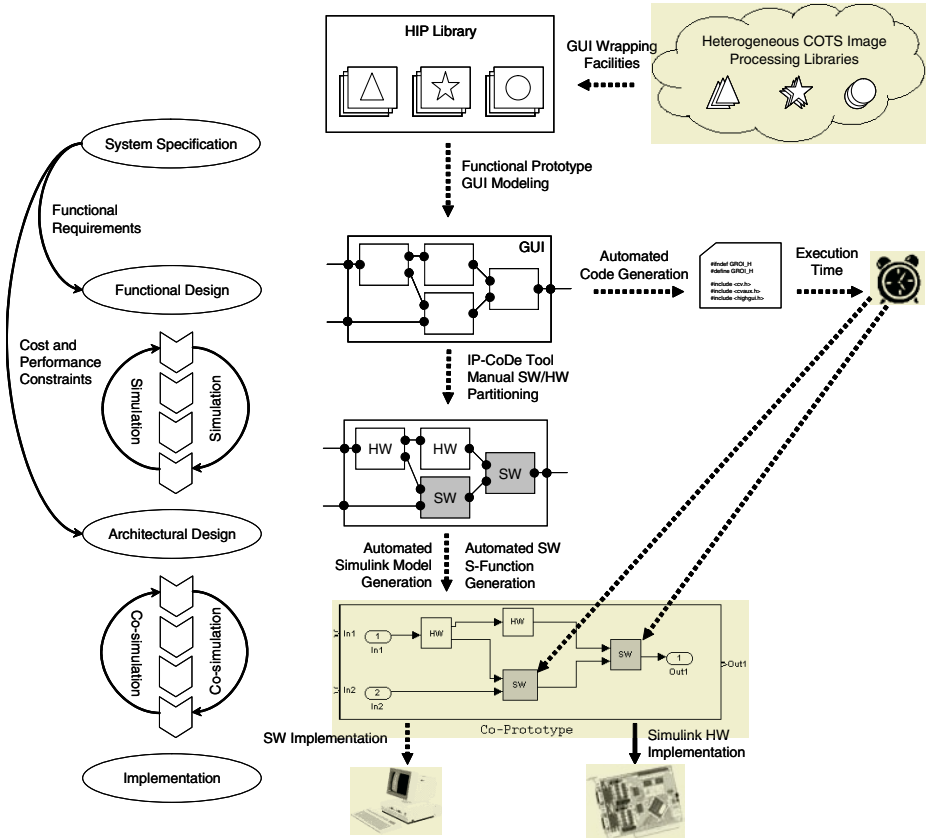 HIP Library
GUI Wrapping
Facilities
Heterogeneous COTS Image
Processing Libraries
System Specification
Functional Prototype
GUI Modeling
Functional
Requirements
GUI
Automated
Code Generation
#ifndef GROI_H
#define GROI_H
#include <cv.h>
#include <cvaux.h>
#include <highgui.h>
Execution
Time
Functional Design
Cost and
Performance
Constraints
Simulation
Simulation
IP-CoDe Tool
Manual SW/HW
Partitioning
HW
HW
SW
SW
Architectural Design
Automated
Simulink Model
Generation
Automated SW
S-Function
Generation
Co-simulation
Co-simulation
In1
1
In1
HW
HW
SW
SW
1
Out1
Out1
In2
2
In2
Co-Prototype
SW Implementation
Simulink HW
Implementation
Implementation